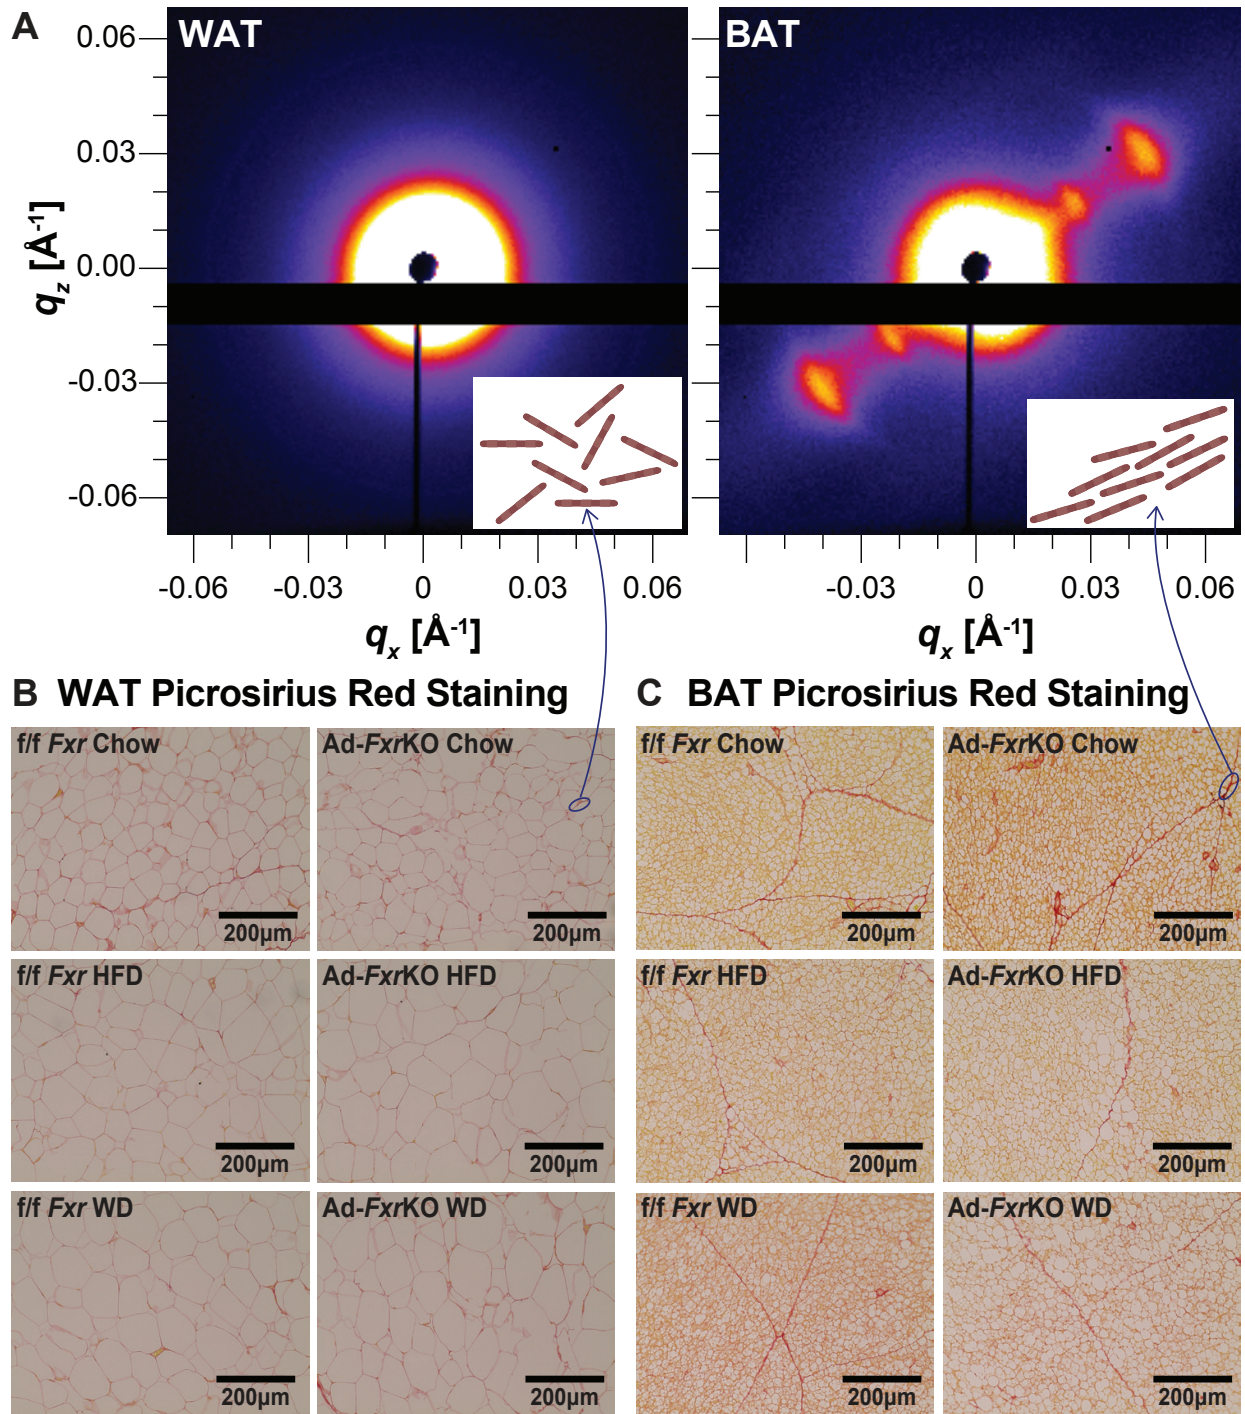 A
WAT
BAT
0.06
0.03
0.00
-0.03
-0.06
qz [Å-1]
-0.06 -0.03 0 0.03 0.06
-0.03 0 0.03 0.06
qx [Å-1]
qx [Å-1]
B WAT Picrosirius Red Staining
f/f Fxr Chow
200µm
Ad-FxrKO Chow
200µm
f/f Fxr HFD
200µm
Ad-FxrKO HFD
200µm
f/f Fxr WD
200µm
Ad-FxrKO WD
200µm
C BAT Picrosirius Red Staining
f/f Fxr Chow
200µm
Ad-FxrKO Chow
200µm
f/f Fxr HFD
200µm
Ad-FxrKO HFD
200µm
f/f Fxr WD
200µm
Ad-FxrKO WD
200µm